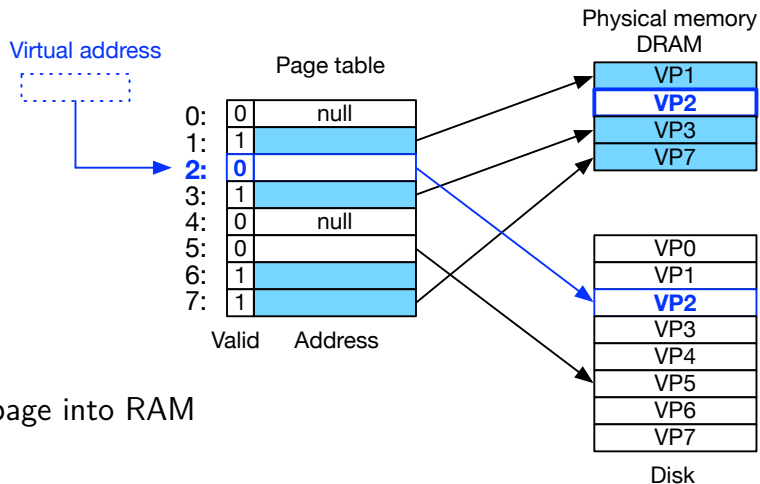 Virtual address
Page table
0: 0 null
1: 1
2: 0
3: 1
4: 0 null
5: 0
6: 1
7: 1
Valid Address
Physical memory
DRAM
VP1
VP2
VP3
VP7
VP0
VP1
VP2
VP3
VP4
VP5
VP6
VP7
Disk
page into RAM